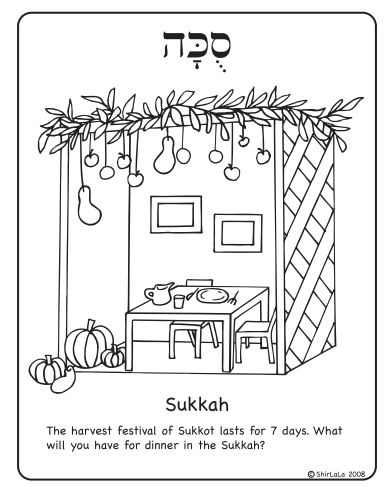 סֻכָּה
Sukkah
The harvest festival of Sukkot lasts for 7 days. What
will you have for dinner in the Sukkah?
© ShirLaLa 2008